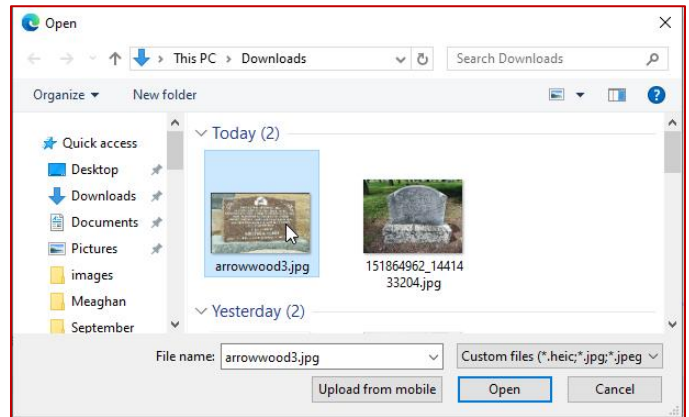 Open
This PC > Downloads
Search Downloads
Organize
New folder
Quick access
Desktop
Downloads
Documents
Pictures
images
Meaghan
September
Today (2)
arrowwood3.jpg
151864962_14414
33204.jpg
Yesterday (2)
File name:
arrowwood3.jpg
Custom files (*.heic;*.jpg;*.jpeg
Upload from mobile
Open
Cancel